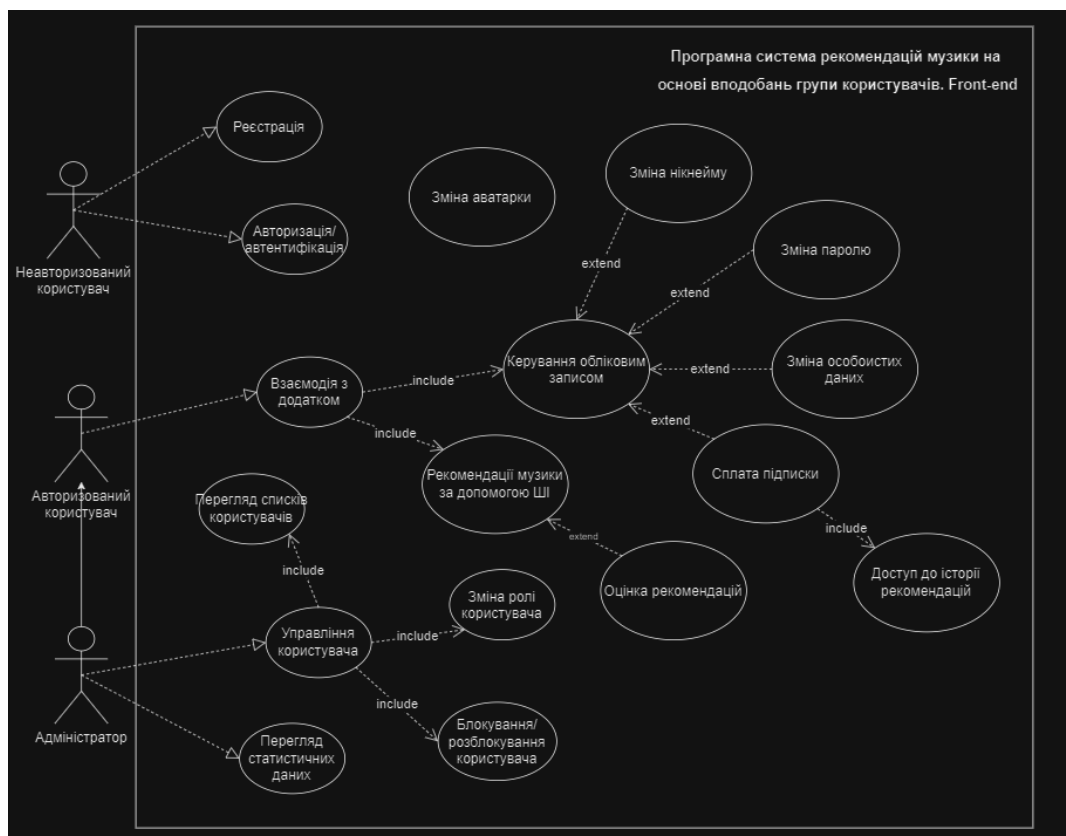 Програмна система рекомендацій музики на
основі вподобань групи користувачів. Front-end
Реєстрація
Зміна нікнейму
Зміна аватарки
Авторизація/
автентифікація
Зміна паролю
Неавторизований
користувач
extend
extend
Керування обліковим
записом
extend
Зміна особоистих
даних
Взаємодія з
додатком
include
include
extend
Рекомендації музики
за допомогою ШІ
Сплата підписки
Авторизований
користувач
Перегляд списків
користувачів
include
extend
include
Доступ до історії
рекомендацій
Оцінка рекомендацій
Зміна ролі
користувача
Управління
користувача
include
include
Адміністратор
Блокування/
розблокування
користувача
Перегляд
статистичних
даних